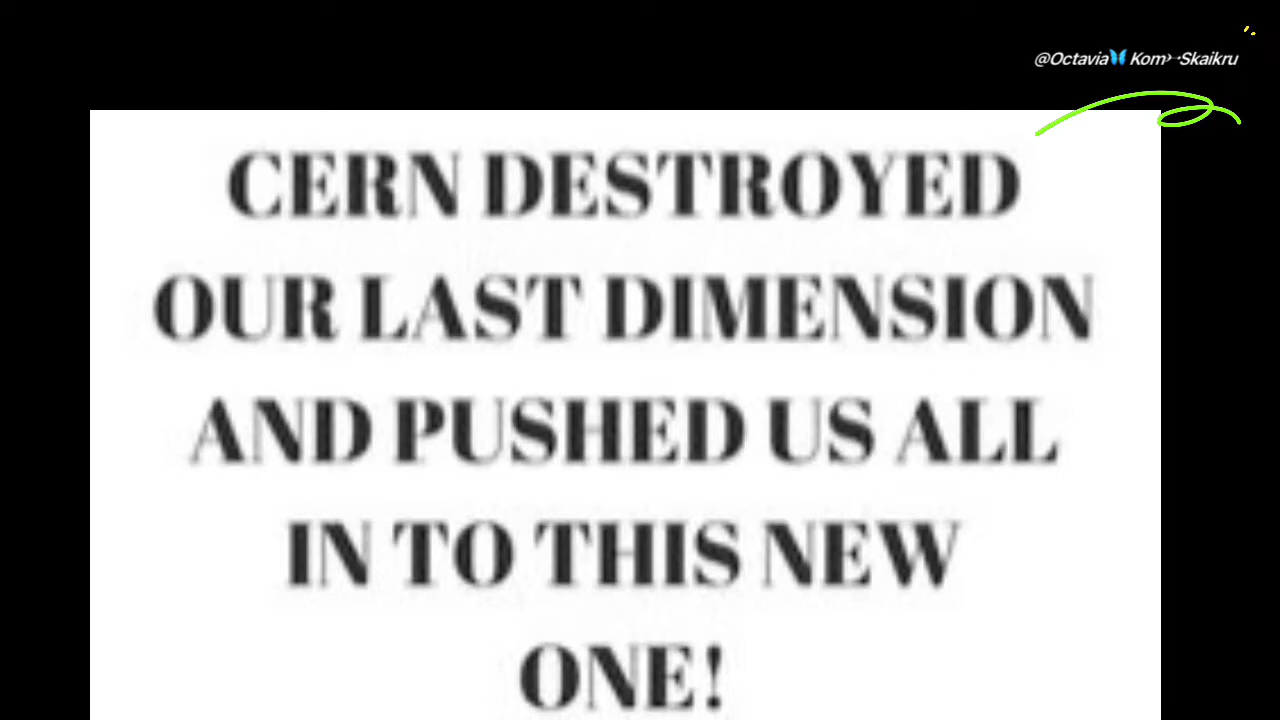 @Octavia🦋 Kom➳Skaikru
CERN DESTROYED
OUR LAST DIMENSION
AND PUSHED US ALL
IN TO THIS NEW
ONE!